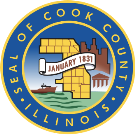 SEAL OF COOK COUNTY
ILLINOIS
JANUARY 1831